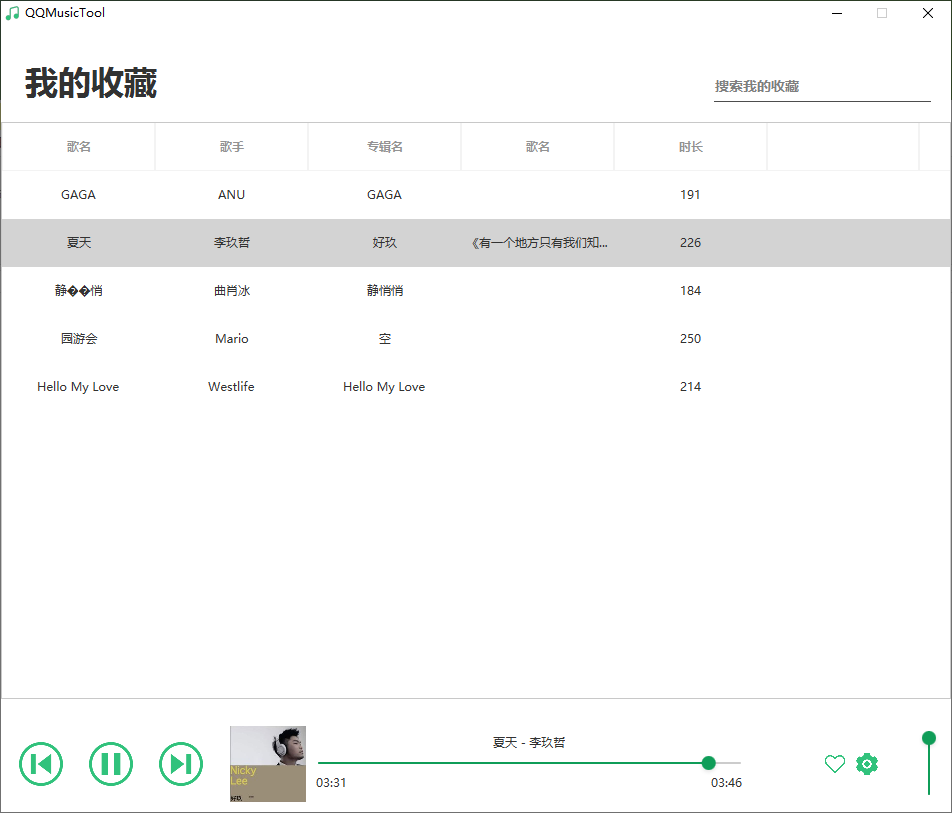 QQMusicTool
我的收藏
搜索我的收藏
歌名 歌手 专辑名 歌名 时长
GAGA ANU GAGA 191
夏天 李玖哲 好玖 《有一个地方只有我们知... 226
静��悄 曲肖冰 静悄悄 184
园游会 Mario 空 250
Hello My Love Westlife Hello My Love 214
夏天 - 李玖哲
Nicky
Lee
好玖
03:31 03:46